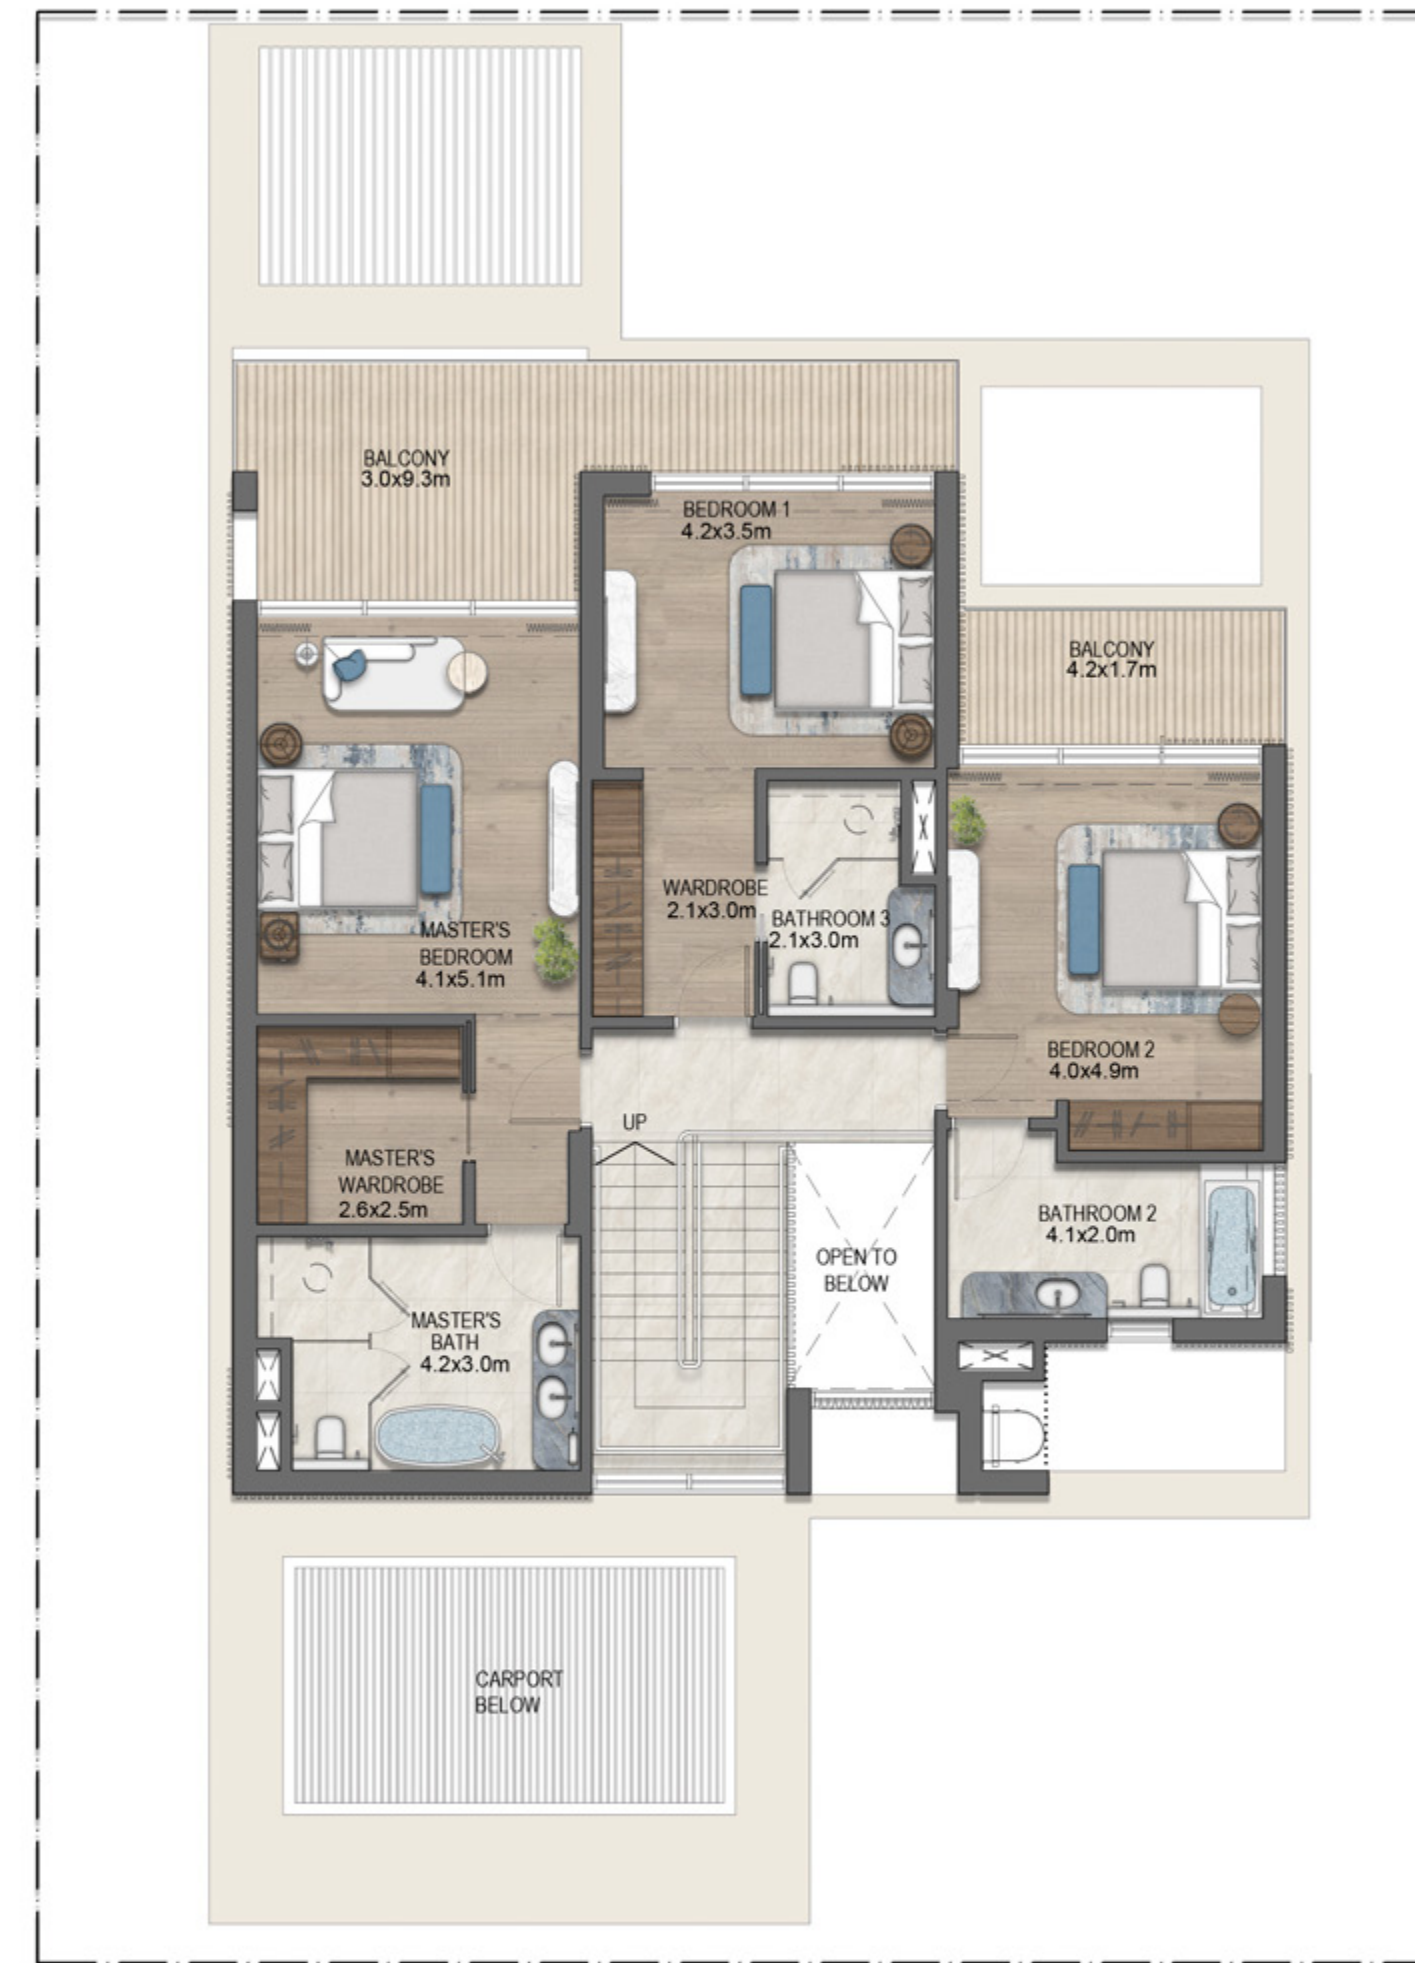 BALCONY
3.0x9.3m
BEDROOM 1
4.2x3.5m
BALCONY
4.2x1.7m
WARDROBE
2.1x3.0m
BATHROOM 3
2.1x3.0m
MASTER'S
BEDROOM
4.1x5.1m
BEDROOM 2
4.0x4.9m
UP
MASTER'S
WARDROBE
2.6x2.5m
BATHROOM 2
4.1x2.0m
OPEN TO
BELOW
MASTER'S
BATH
4.2x3.0m
CARPORT
BELOW